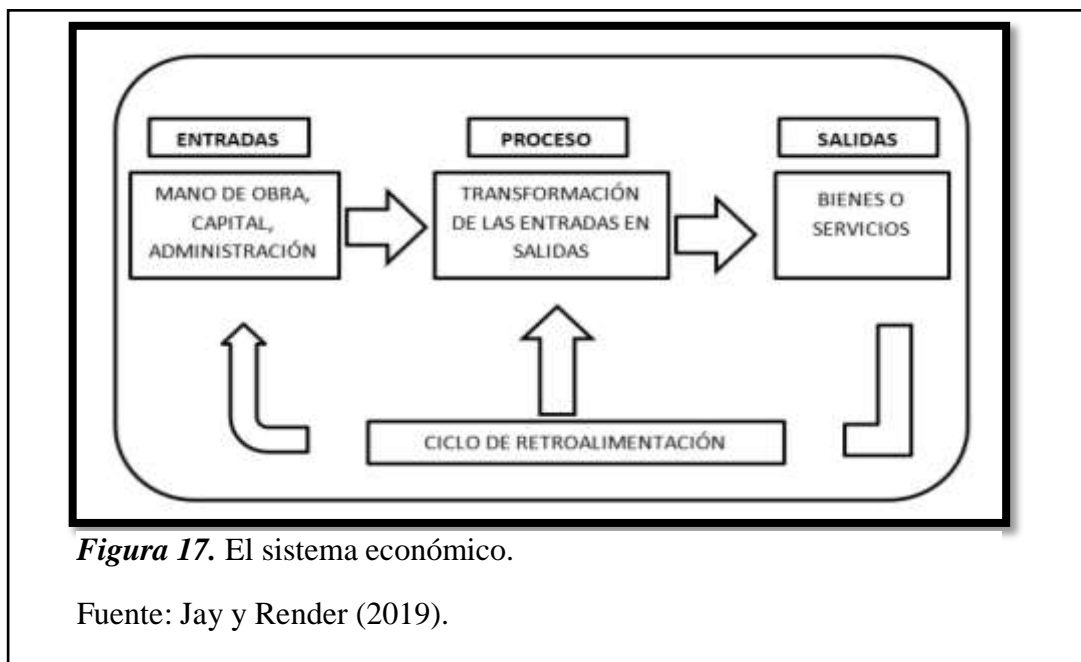 ENTRADAS
MANO DE OBRA,
CAPITAL,
ADMINISTRACIÓN
PROCESO
TRANSFORMACIÓN
DE LAS ENTRADAS EN
SALIDAS
SALIDAS
BIENES O
SERVICIOS
CICLO DE RETROALIMENTACIÓN
Figura 17. El sistema económico.
Fuente: Jay y Render (2019).